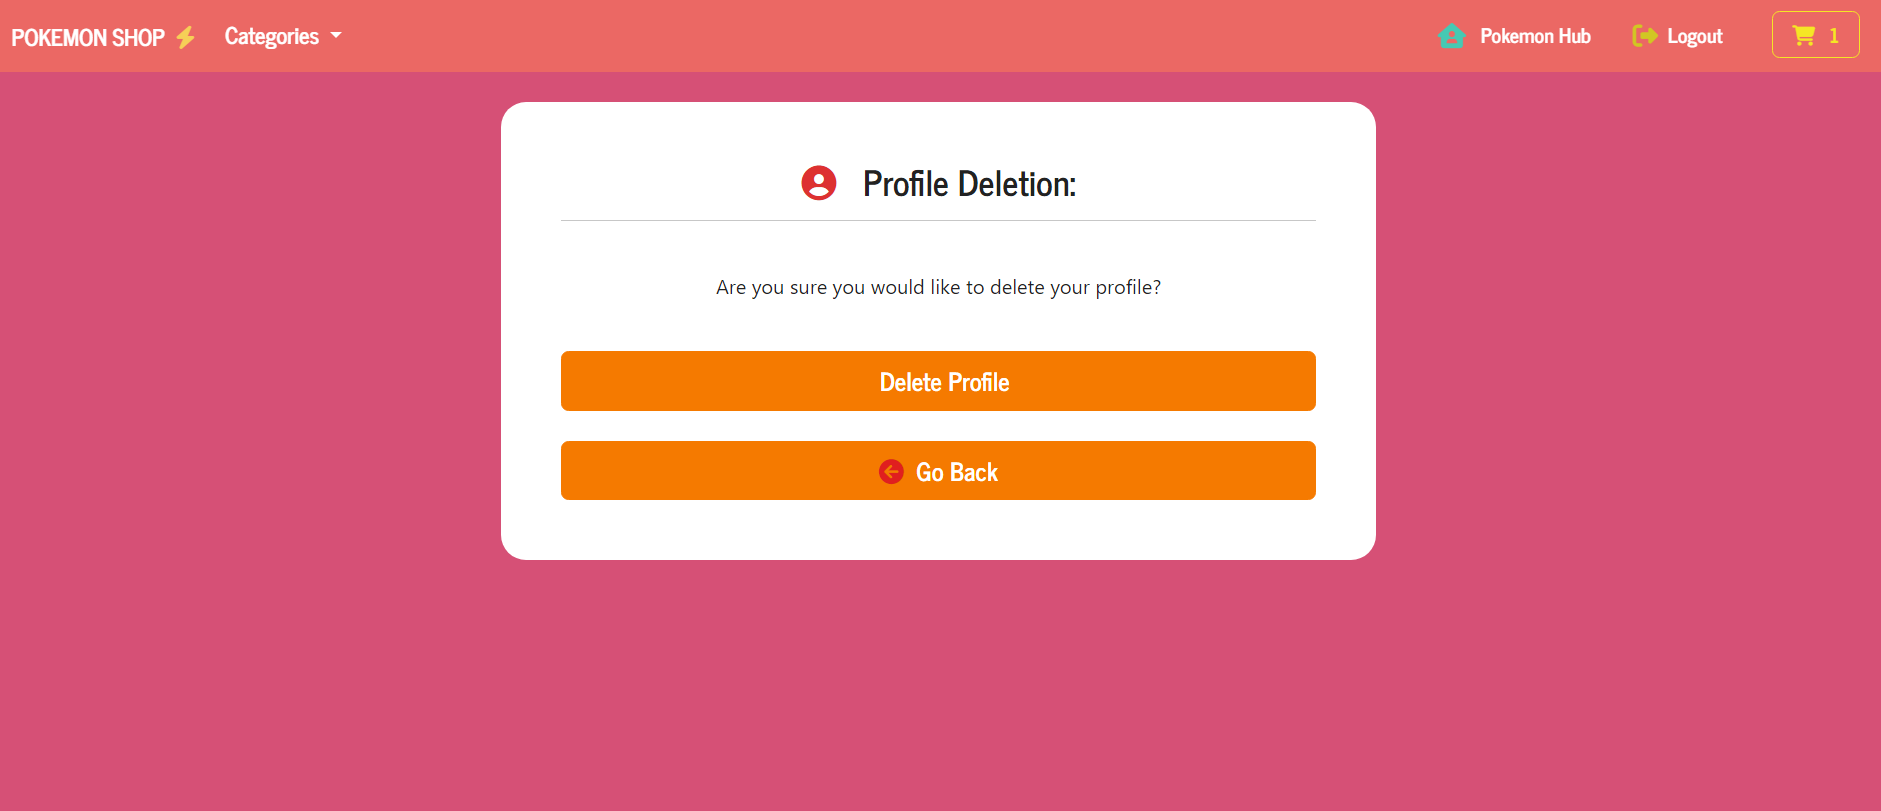 POKEMON SHOP Categories Pokemon Hub Logout 1
Profile Deletion:
Are you sure you would like to delete your profile?
Delete Profile
Go Back